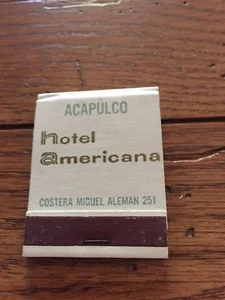 ACAPULCO
hotel
americana
COSTERA MIGUEL ALEMAN 251